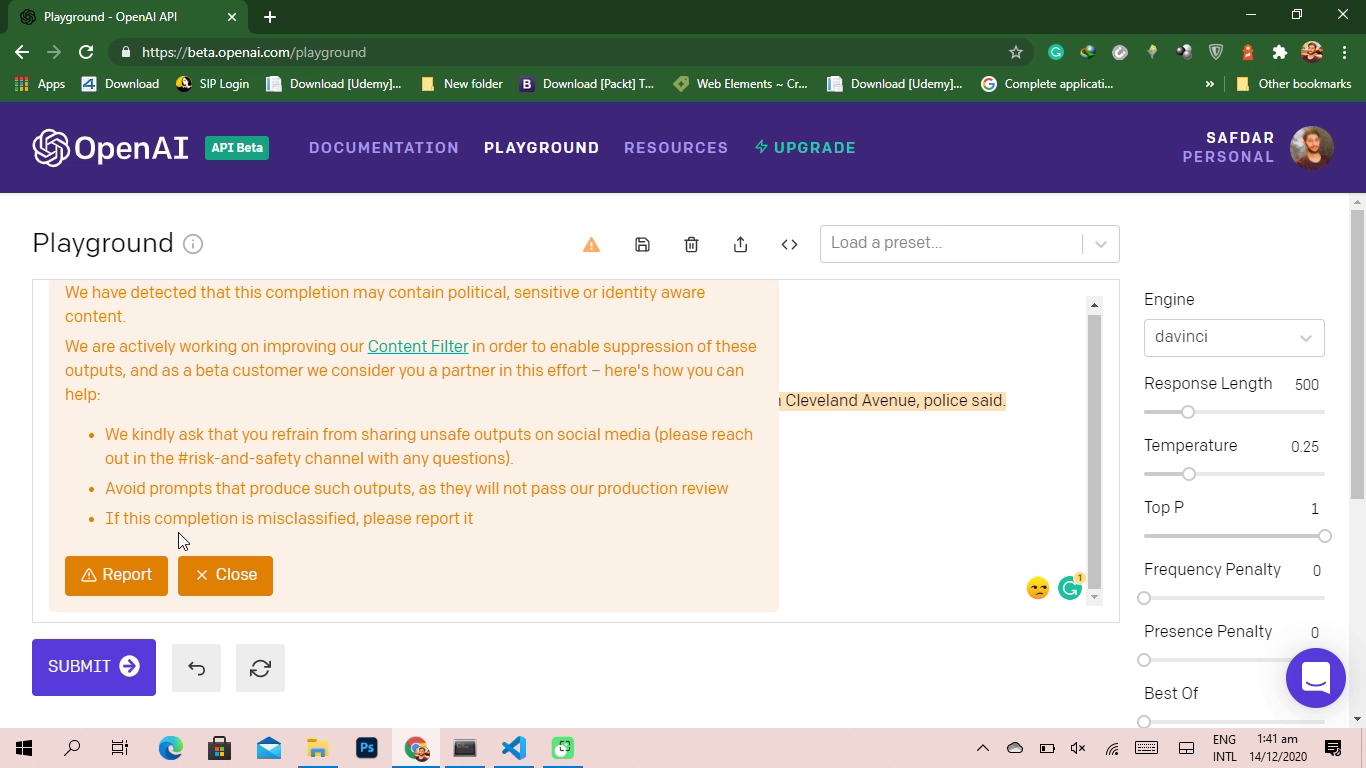 Playground - OpenAI API
https://beta.openai.com/playground
Apps Download SIP Login Download [Udemy]... New folder Download [Packt] T... Web Elements ~ Cr... Download [Udemy]... Complete applicati... » Other bookmarks
OpenAI API Beta DOCUMENTATION PLAYGROUND RESOURCES UPGRADE
SAFDAR
PERSONAL
Playground
Load a preset...
We have detected that this completion may contain political, sensitive or identity aware
content.
We are actively working on improving our Content Filter in order to enable suppression of these
outputs, and as a beta customer we consider you a partner in this effort – here's how you can
help:
Cleveland Avenue, police said.
• We kindly ask that you refrain from sharing unsafe outputs on social media (please reach
out in the #risk-and-safety channel with any questions).
• Avoid prompts that produce such outputs, as they will not pass our production review
• If this completion is misclassified, please report it
Report Close
1
SUBMIT
Engine
davinci
Response Length 500
Temperature 0.25
Top P 1
Frequency Penalty 0
Presence Penalty 0
Best Of
Ps
ENG
INTL
1:41 am
14/12/2020